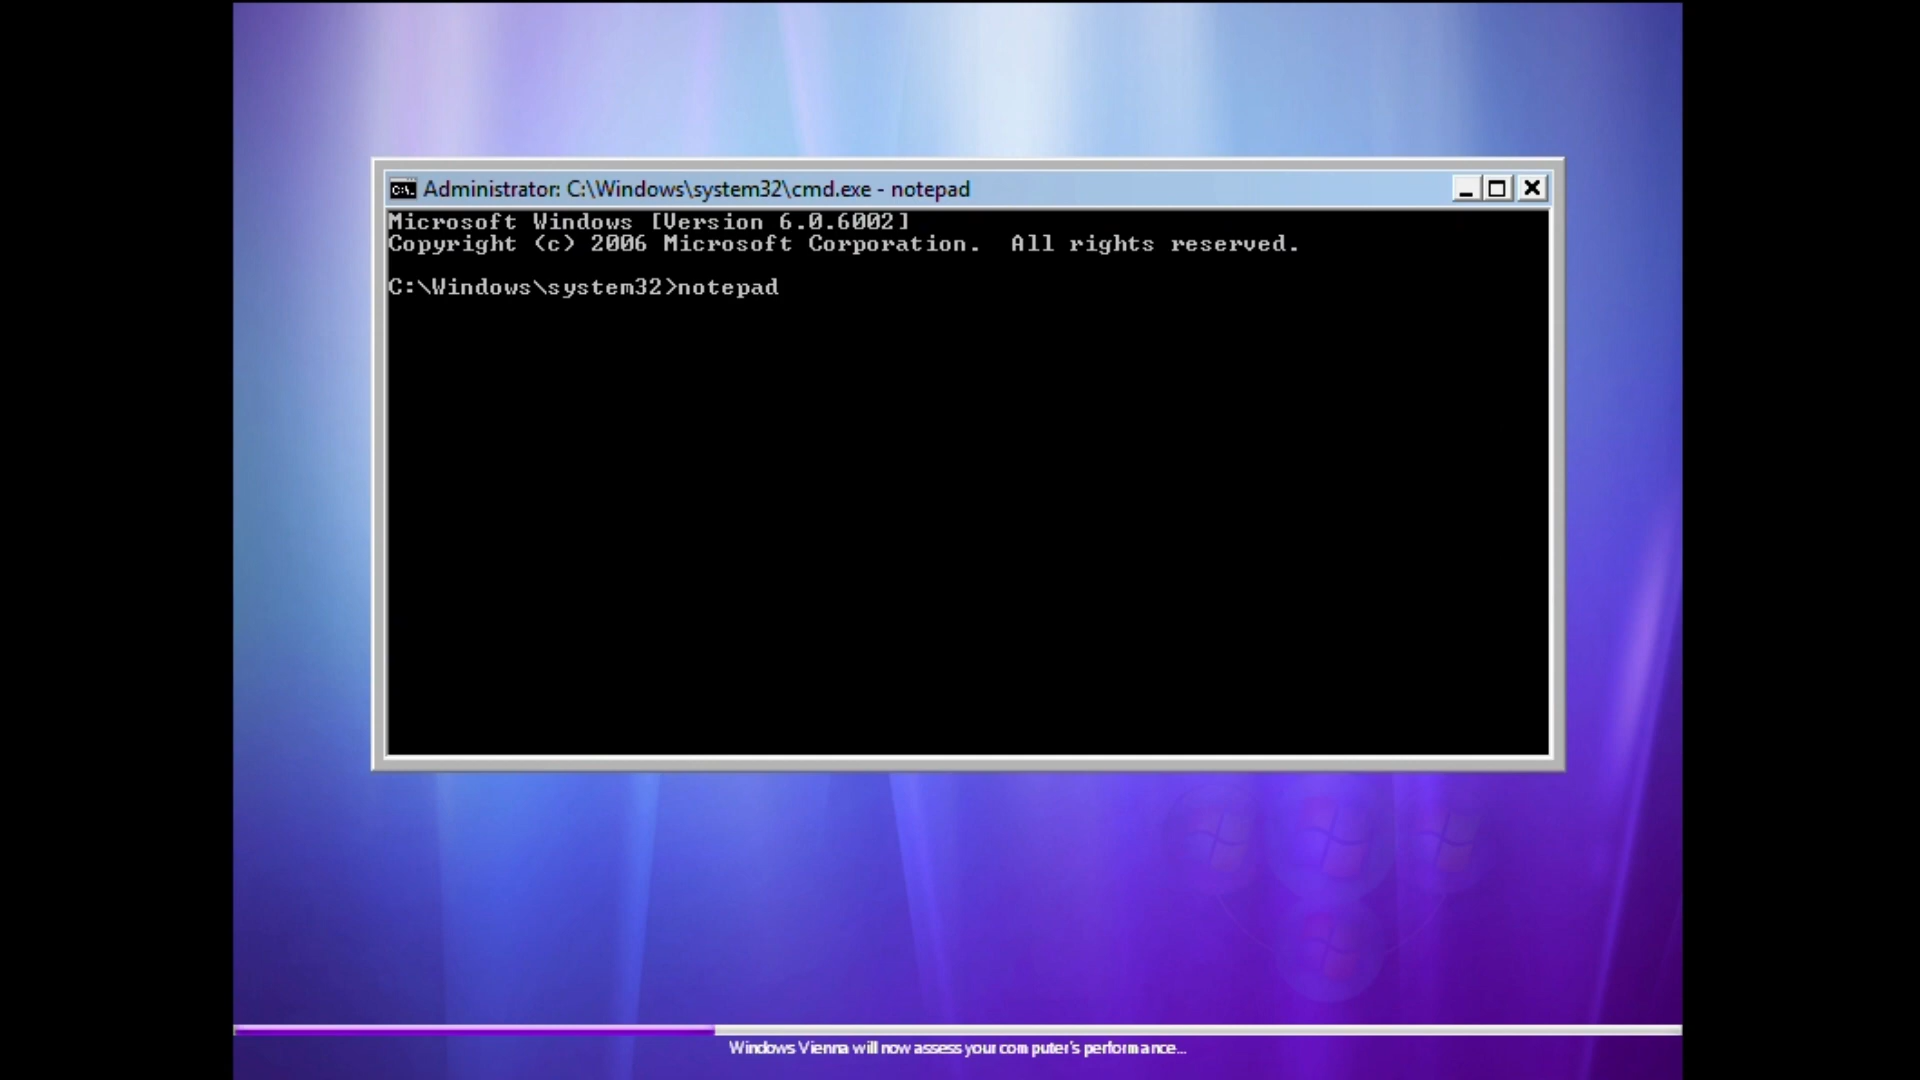 Administrator: C:\Windows\system32\cmd.exe - notepad
Microsoft Windows [Version 6.0.6002]
Copyright (c) 2006 Microsoft Corporation.  All rights reserved.
C:\Windows\system32>notepad
Windows Vienna will now assess your computer's performance...